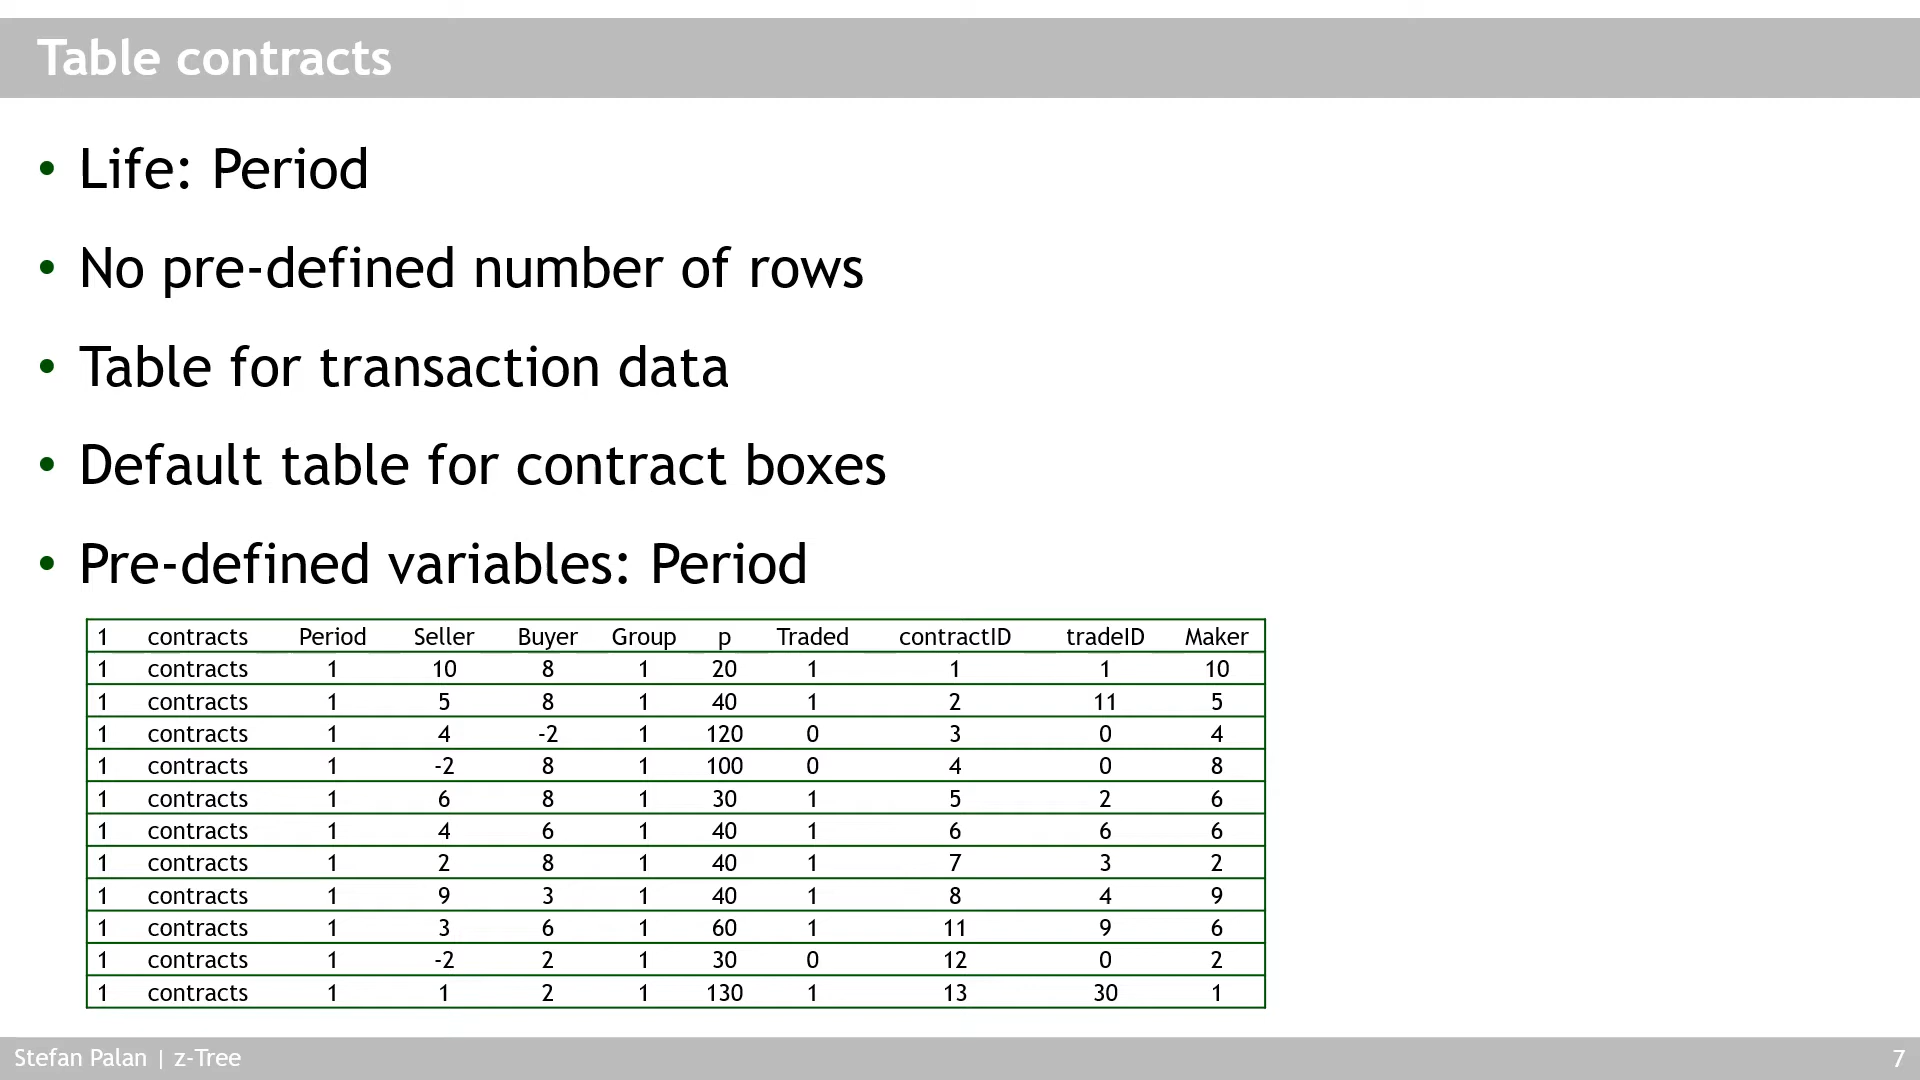 Table contracts
• Life: Period
• No pre-defined number of rows
• Table for transaction data
• Default table for contract boxes
• Pre-defined variables: Period
1 contracts Period Seller Buyer Group p Traded contractID tradeID Maker
1 contracts 1 10 8 1 20 1 1 1 10
1 contracts 1 5 8 1 40 1 2 11 5
1 contracts 1 4 -2 1 120 0 3 0 4
1 contracts 1 -2 8 1 100 0 4 0 8
1 contracts 1 6 8 1 30 1 5 2 6
1 contracts 1 4 6 1 40 1 6 6 6
1 contracts 1 2 8 1 40 1 7 3 2
1 contracts 1 9 3 1 40 1 8 4 9
1 contracts 1 3 6 1 60 1 11 9 6
1 contracts 1 -2 2 1 30 0 12 0 2
1 contracts 1 1 2 1 130 1 13 30 1
Stefan Palan | z-Tree 7